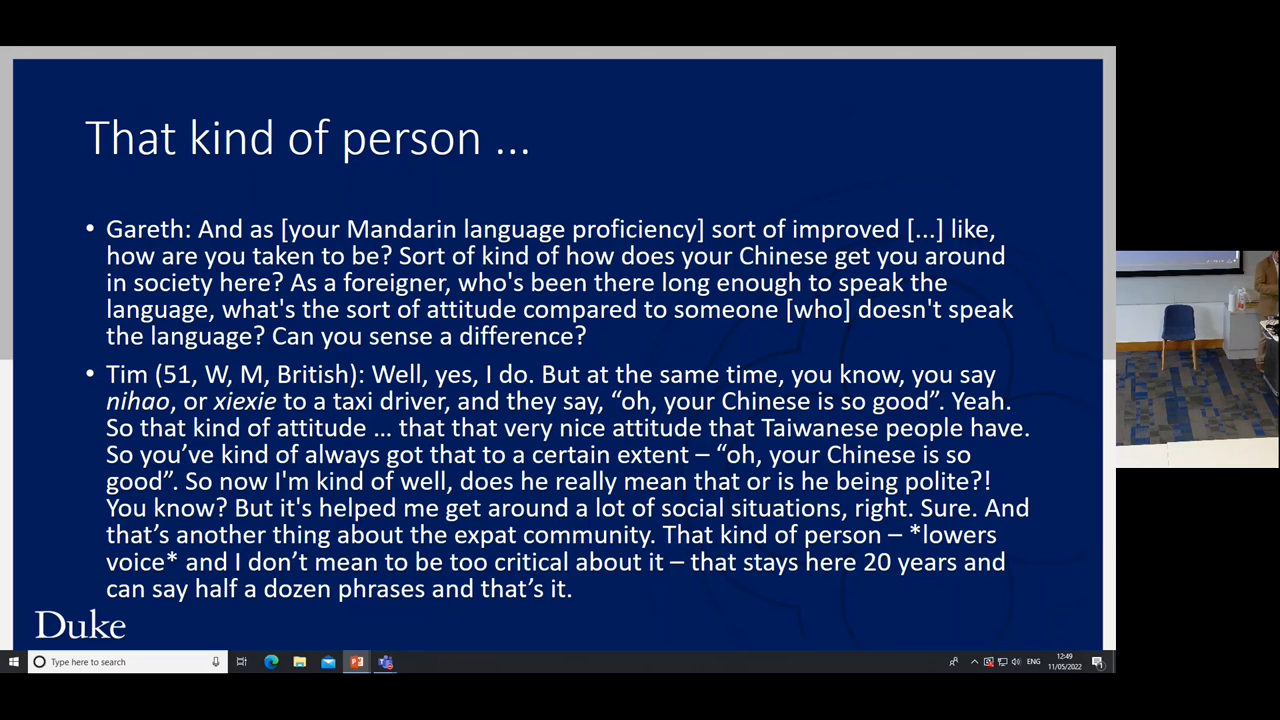 That kind of person ...
• Gareth: And as [your Mandarin language proficiency] sort of improved [...] like,
how are you taken to be? Sort of kind of how does your Chinese get you around
in society here? As a foreigner, who's been there long enough to speak the
language, what's the sort of attitude compared to someone [who] doesn't speak
the language? Can you sense a difference?
• Tim (51, W, M, British): Well, yes, I do. But at the same time, you know, you say
nihao, or xiexie to a taxi driver, and they say, “oh, your Chinese is so good”. Yeah.
So that kind of attitude … that that very nice attitude that Taiwanese people have.
So you’ve kind of always got that to a certain extent – “oh, your Chinese is so
good”. So now I'm kind of well, does he really mean that or is he being polite?!
You know? But it's helped me get around a lot of social situations, right. Sure. And
that’s another thing about the expat community. That kind of person – *lowers
voice* and I don’t mean to be too critical about it – that stays here 20 years and
can say half a dozen phrases and that’s it.
Duke
Type here to search
ENG
12:49
11/05/2022